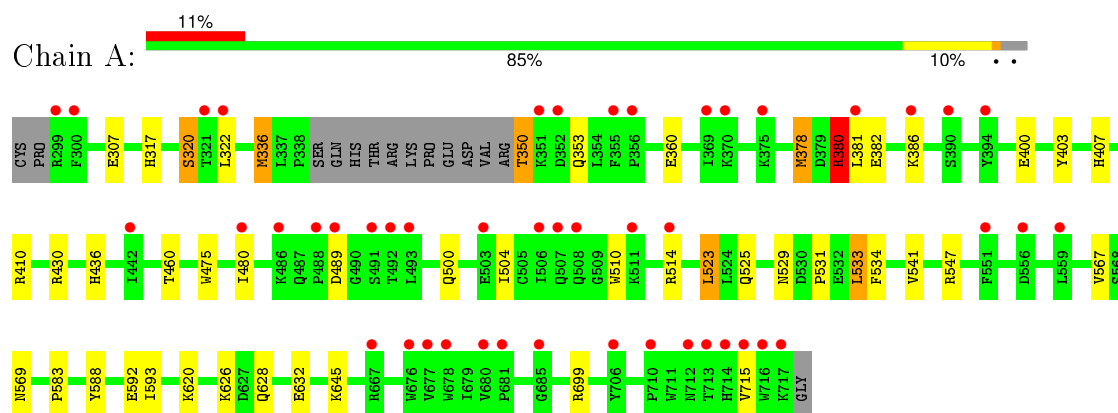 11%
Chain A:
85%
10%
CYS PRO R299 F300 E307 H317 S320 T321 L322 M336 L337 P338 SER GLN HIS THR ARG LYS PRO GLU ASP VAL ARG T350 K351 D352 Q353 L354 F355 P356 E360 I369 K370 K375 M378 D379 R380 L381 E382 K386 S390 Y394 E400 Y403 H407
R410 R430 H436 I442 T460 W475 I480 K486 Q487 P488 D489 G490 S491 T492 L493 Q500 E503 I504 C505 I506 Q507 Q508 G509 W510 K511 R514 L523 L524 Q525 N529 D530 P531 E532 L533 F534 V541 R547 F551 D556 L559 V567 S568
N569 P583 Y588 E592 I593 K620 K626 D627 Q628 E632 K645 R667 W676 V677 W678 I679 V680 P681 G685 R699 Y706 P710 W711 N712 T713 H714 V715 W716 K717 GLY